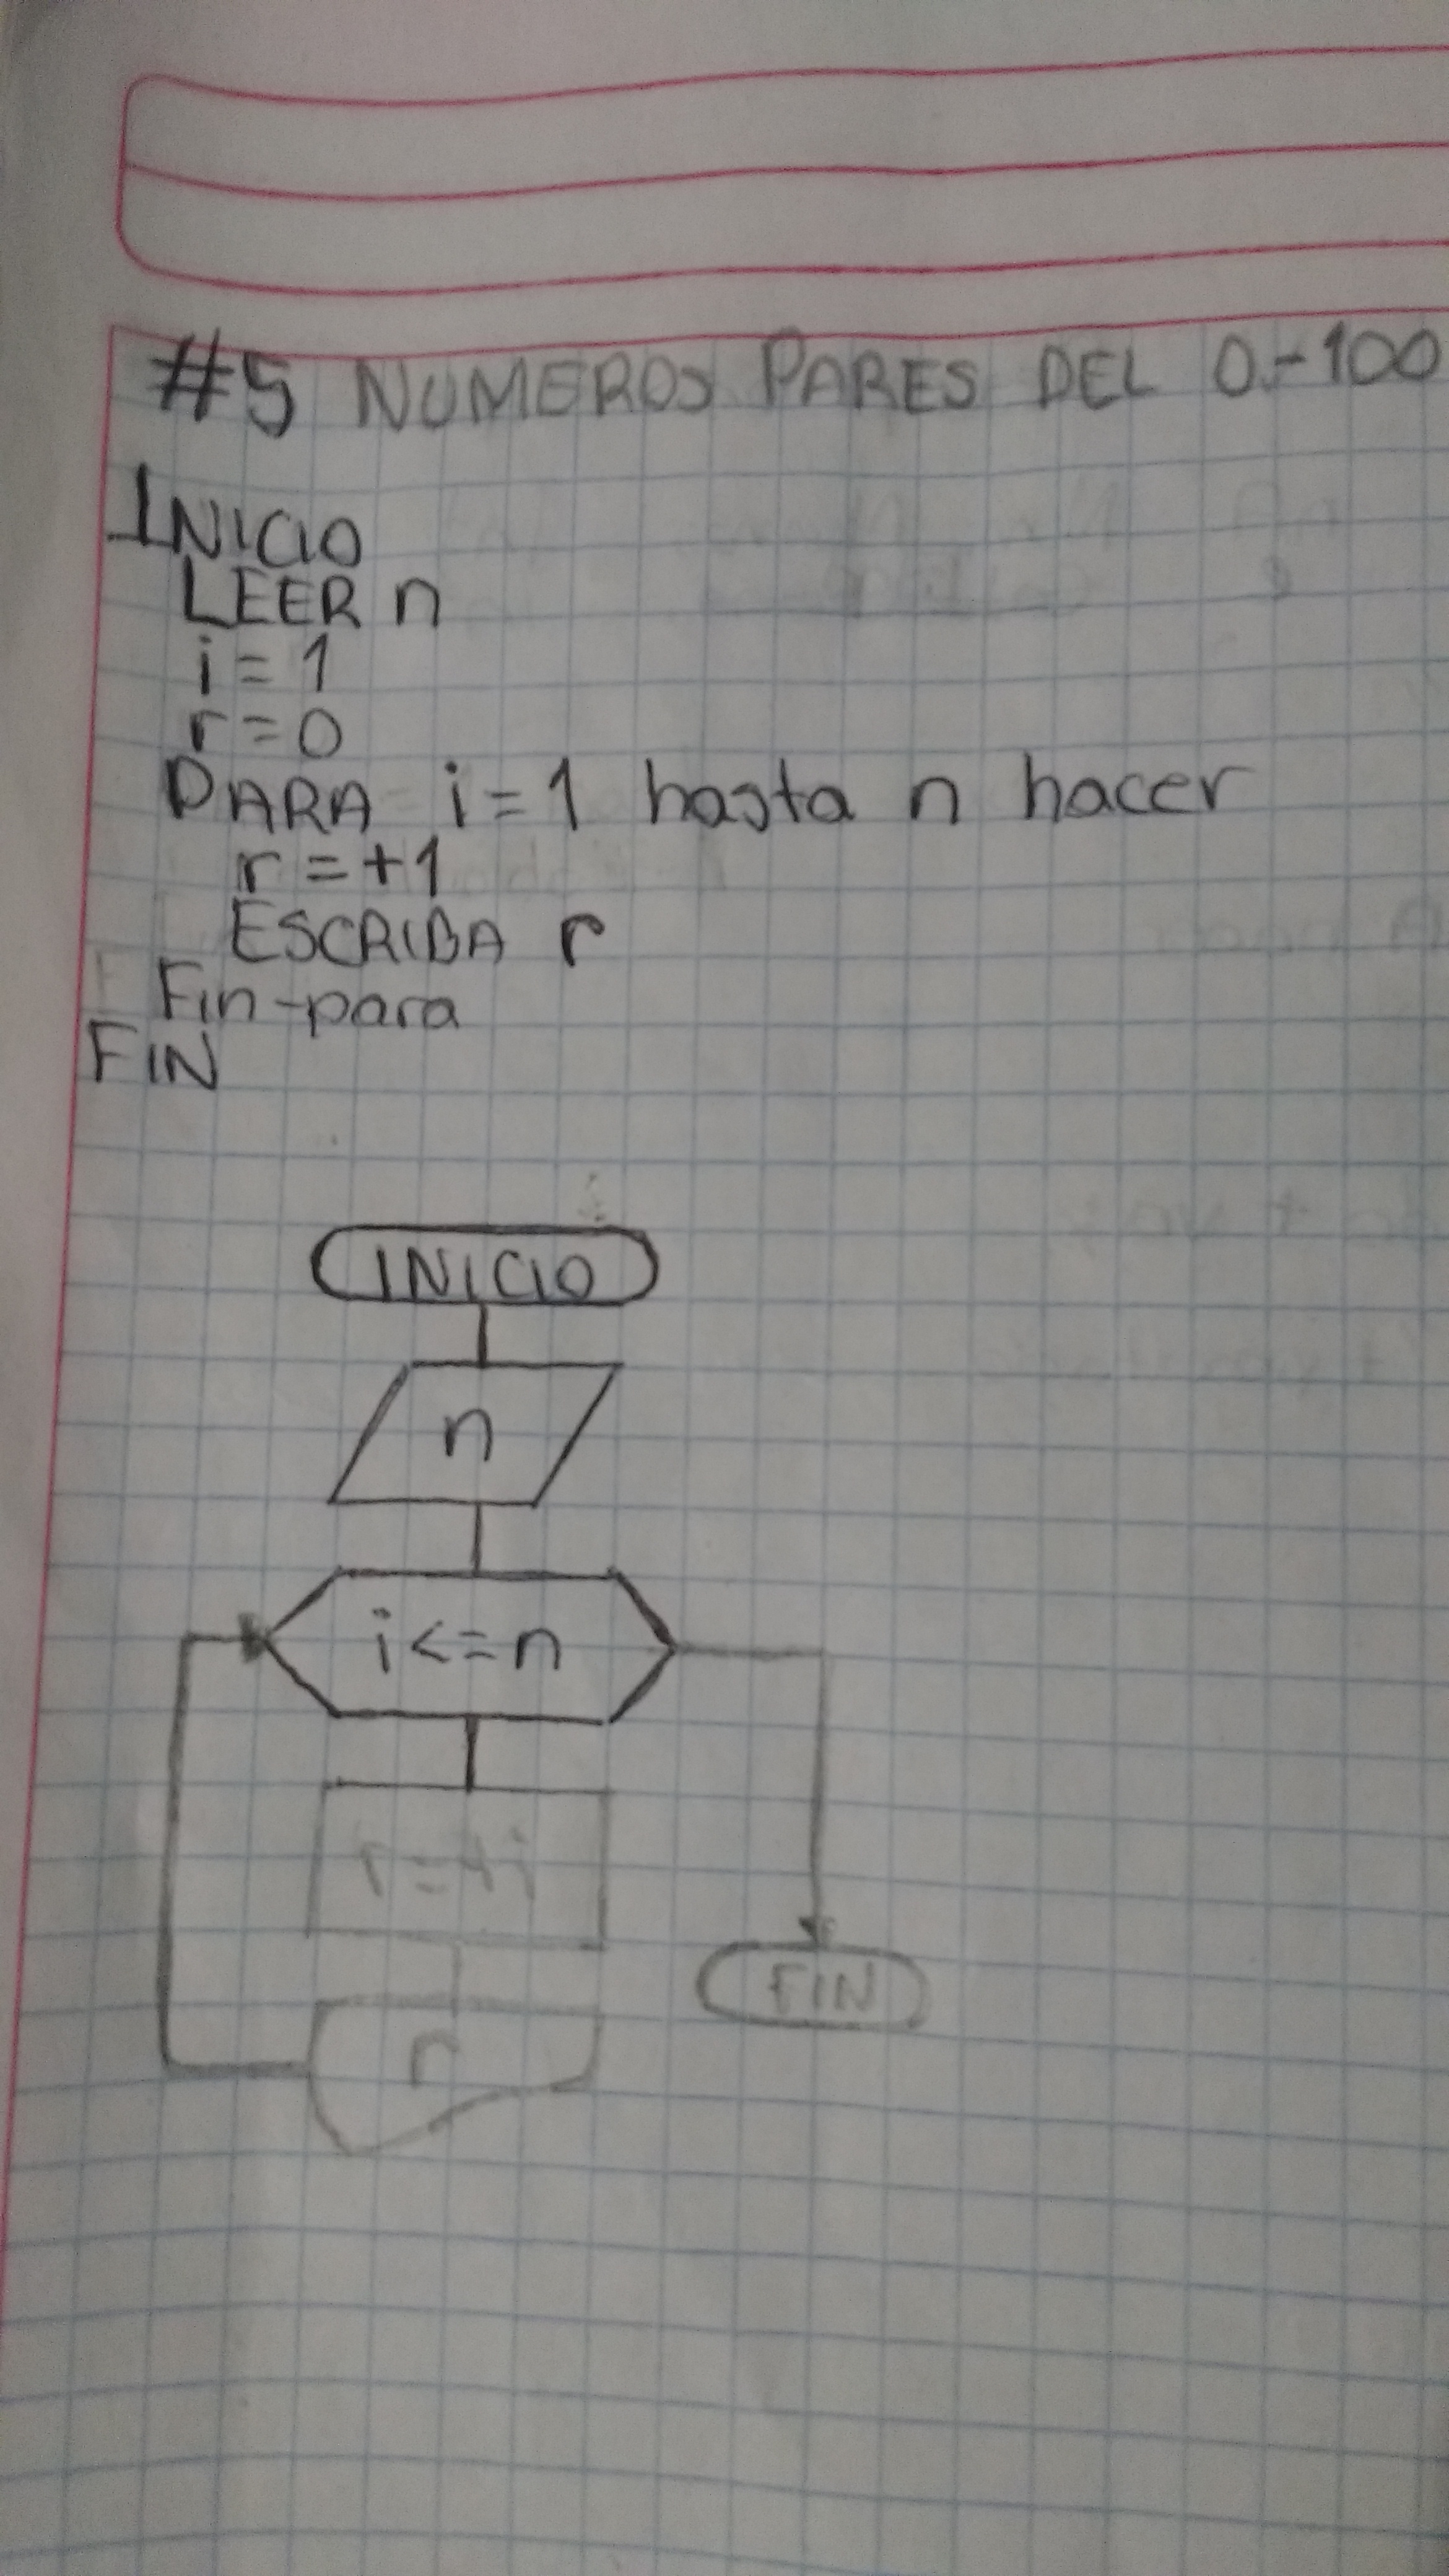 #5 NUMEROS PARES DEL 0-100
INICIO
LEER n
i = 1
r = 0
PARA i = 1 hasta n hacer
r = +1
ESCRIBA r
Fin-para
FIN
INICIO
n
i <= n
r = +i
r
FIN